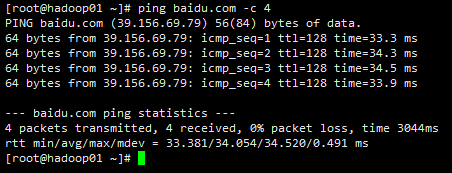 [root@hadoop01 ~]# ping baidu.com -c 4
PING baidu.com (39.156.69.79) 56(84) bytes of data.
64 bytes from 39.156.69.79: icmp_seq=1 ttl=128 time=33.3 ms
64 bytes from 39.156.69.79: icmp_seq=2 ttl=128 time=34.3 ms
64 bytes from 39.156.69.79: icmp_seq=3 ttl=128 time=34.5 ms
64 bytes from 39.156.69.79: icmp_seq=4 ttl=128 time=33.9 ms

--- baidu.com ping statistics ---
4 packets transmitted, 4 received, 0% packet loss, time 3044ms
rtt min/avg/max/mdev = 33.381/34.054/34.520/0.491 ms
[root@hadoop01 ~]#